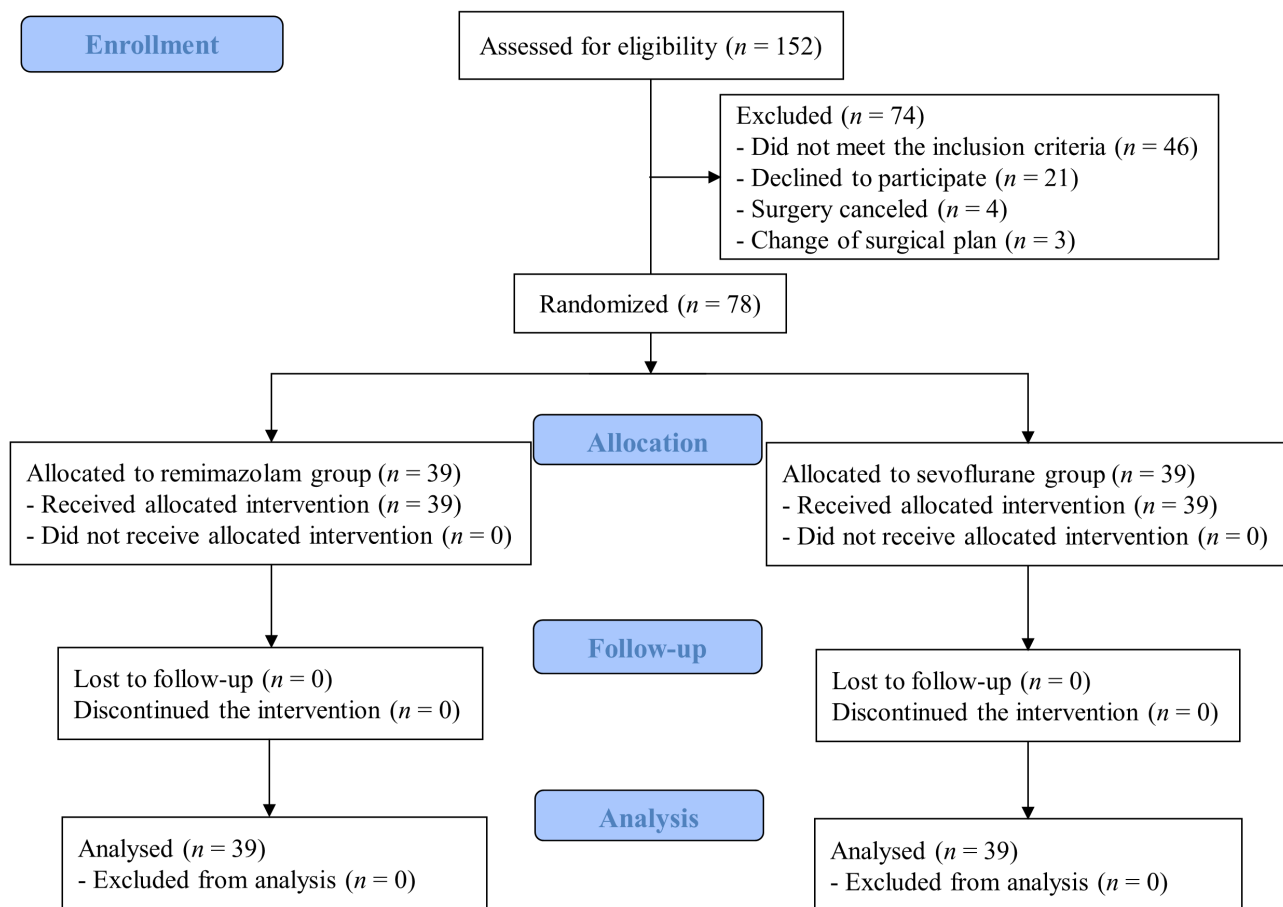 Enrollment
Assessed for eligibility (n = 152)
Excluded (n = 74)
- Did not meet the inclusion criteria (n = 46)
- Declined to participate (n = 21)
- Surgery canceled (n = 4)
- Change of surgical plan (n = 3)
Randomized (n = 78)
Allocation
Allocated to remimazolam group (n = 39)
- Received allocated intervention (n = 39)
- Did not receive allocated intervention (n = 0)
Allocated to sevoflurane group (n = 39)
- Received allocated intervention (n = 39)
- Did not receive allocated intervention (n = 0)
Follow-up
Lost to follow-up (n = 0)
Discontinued the intervention (n = 0)
Lost to follow-up (n = 0)
Discontinued the intervention (n = 0)
Analysis
Analysed (n = 39)
- Excluded from analysis (n = 0)
Analysed (n = 39)
- Excluded from analysis (n = 0)